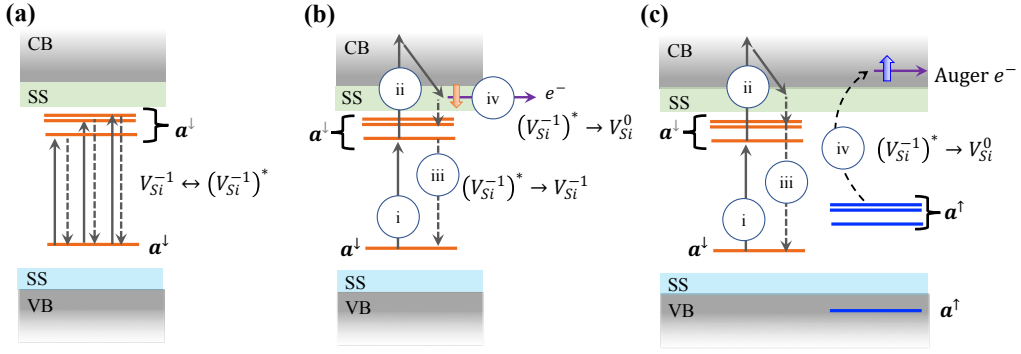 (a)
CB
SS
a↓
V_Si^{-1} ↔ (V_Si^{-1})^*
a↓
SS
VB
(b)
CB
ii
SS
iv
e^-
a↓
(V_Si^{-1})^* → V_Si^0
iii
(V_Si^{-1})^* → V_Si^{-1}
i
a↓
SS
VB
(c)
CB
Auger e^-
ii
SS
a↓
iv
(V_Si^{-1})^* → V_Si^0
iii
i
a↑
a↓
SS
VB
a↑